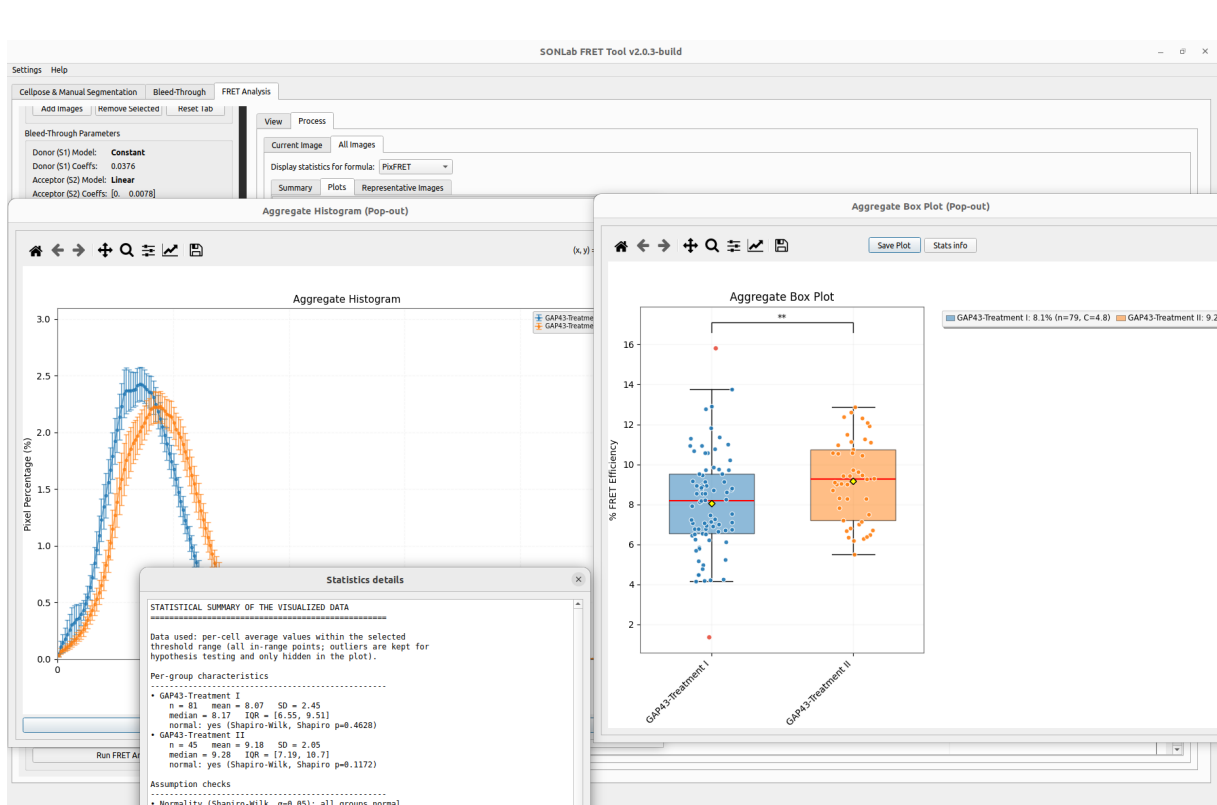 SONLab FRET Tool v2.0.3-build
Settings Help
Cellpose & Manual Segmentation Bleed-Through FRET Analysis
Add Images Remove Selected Reset Tab
View Process
Bleed-Through Parameters
Current Image All Images
Donor (S1) Model: Constant
Donor (S1) Coeffs: 0.0376
Display statistics for formula: PixFRET
Acceptor (S2) Model: Linear
Acceptor (S2) Coeffs: [0. 0.0078]
Summary Plots Representative Images
Aggregate Histogram (Pop-out)
(x, y) =
Aggregate Histogram
GAP43-Treatme
GAP43-Treatme
Pixel Percentage (%)
3.0
2.5
2.0
1.5
1.0
0.5
0.0
0
Aggregate Box Plot (Pop-out)
Save Plot Stats info
Aggregate Box Plot
**
GAP43-Treatment I: 8.1% (n=79, C=4.8) GAP43-Treatment II: 9.2
% FRET Efficiency
16
14
12
10
8
6
4
2
GAP43-Treatment I
GAP43-Treatment II
Run FRET An
Statistics details
STATISTICAL SUMMARY OF THE VISUALIZED DATA
==================================================
Data used: per-cell average values within the selected
threshold range (all in-range points; outliers are kept for
hypothesis testing and only hidden in the plot).
Per-group characteristics
--------------------------------------------------
• GAP43-Treatment I
n = 81 mean = 8.07 SD = 2.45
median = 8.17 IQR = [6.55, 9.51]
normal: yes (Shapiro-Wilk, Shapiro p=0.4628)
• GAP43-Treatment II
n = 45 mean = 9.18 SD = 2.05
median = 9.28 IQR = [7.19, 10.7]
normal: yes (Shapiro-Wilk, Shapiro p=0.1172)
Assumption checks
--------------------------------------------------
• Normality (Shapiro-Wilk, α=0.05): all groups normal